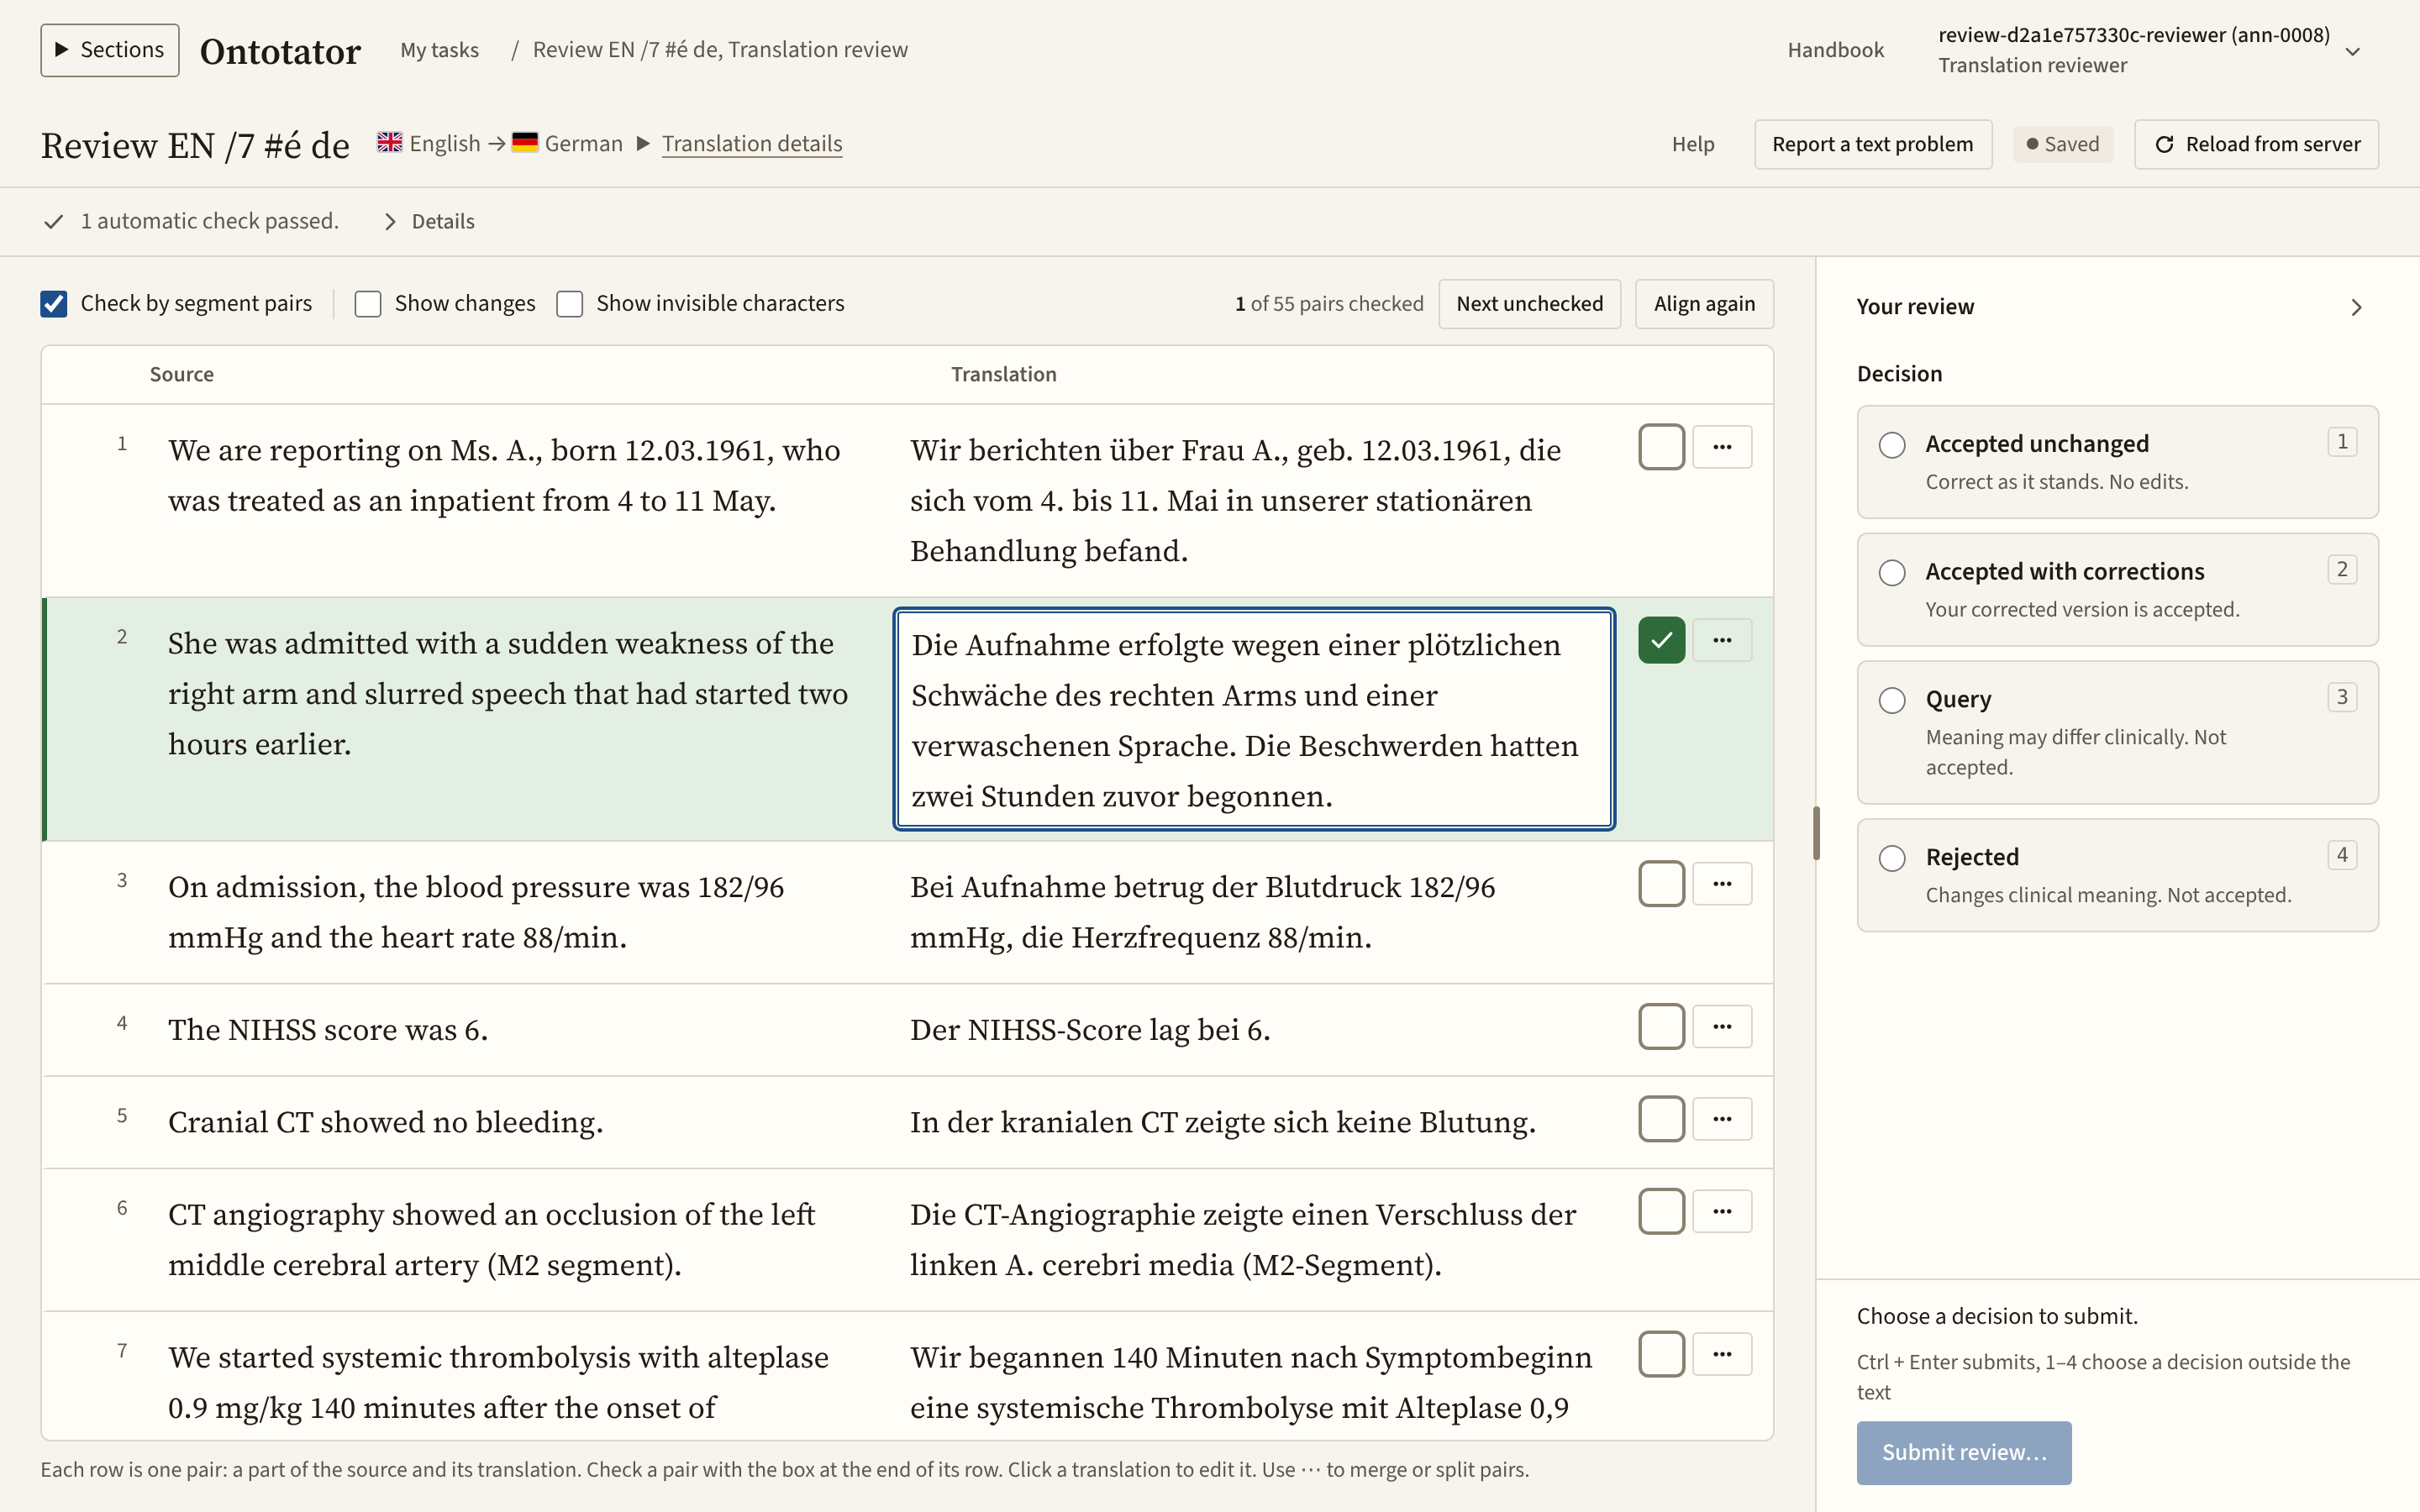 Sections
Ontotator
My tasks / Review EN /7 #é de, Translation review
Handbook
review-d2a1e757330c-reviewer (ann-0008)
Translation reviewer
Review EN /7 #é de
English → German
Translation details
Help
Report a text problem
Saved
Reload from server
1 automatic check passed.
Details
Check by segment pairs
Show changes
Show invisible characters
1 of 55 pairs checked
Next unchecked
Align again
Source
Translation
1
We are reporting on Ms. A., born 12.03.1961, who
was treated as an inpatient from 4 to 11 May.
Wir berichten über Frau A., geb. 12.03.1961, die
sich vom 4. bis 11. Mai in unserer stationären
Behandlung befand.
2
She was admitted with a sudden weakness of the
right arm and slurred speech that had started two
hours earlier.
Die Aufnahme erfolgte wegen einer plötzlichen
Schwäche des rechten Arms und einer
verwaschenen Sprache. Die Beschwerden hatten
zwei Stunden zuvor begonnen.
3
On admission, the blood pressure was 182/96
mmHg and the heart rate 88/min.
Bei Aufnahme betrug der Blutdruck 182/96
mmHg, die Herzfrequenz 88/min.
4
The NIHSS score was 6.
Der NIHSS-Score lag bei 6.
5
Cranial CT showed no bleeding.
In der kranialen CT zeigte sich keine Blutung.
6
CT angiography showed an occlusion of the left
middle cerebral artery (M2 segment).
Die CT-Angiographie zeigte einen Verschluss der
linken A. cerebri media (M2-Segment).
7
We started systemic thrombolysis with alteplase
0.9 mg/kg 140 minutes after the onset of
Wir begannen 140 Minuten nach Symptombeginn
eine systemische Thrombolyse mit Alteplase 0,9
Each row is one pair: a part of the source and its translation. Check a pair with the box at the end of its row. Click a translation to edit it. Use ··· to merge or split pairs.
Your review
Decision
Accepted unchanged
1
Correct as it stands. No edits.
Accepted with corrections
2
Your corrected version is accepted.
Query
3
Meaning may differ clinically. Not
accepted.
Rejected
4
Changes clinical meaning. Not accepted.
Choose a decision to submit.
Ctrl + Enter submits, 1–4 choose a decision outside the
text
Submit review…